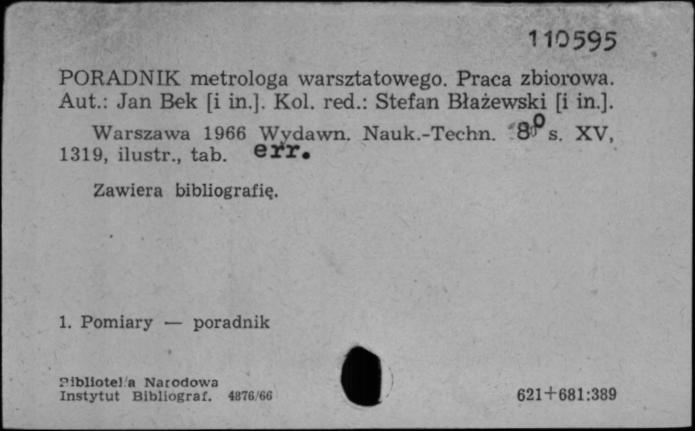 110595
PORADNIK metrologa warsztatowego. Praca zbiorowa.
Aut.: Jan Bek [i in.]. Kol. red.: Stefan Błażewski [i in.].
Warszawa 1966 Wydawn. Nauk.-Techn. 8⁰ s. XV,
1319, ilustr., tab. err.
Zawiera bibliografię.
1. Pomiary — poradnik
Biblioteka Narodowa
Instytut Bibliograf. 4876/66
621+681:389